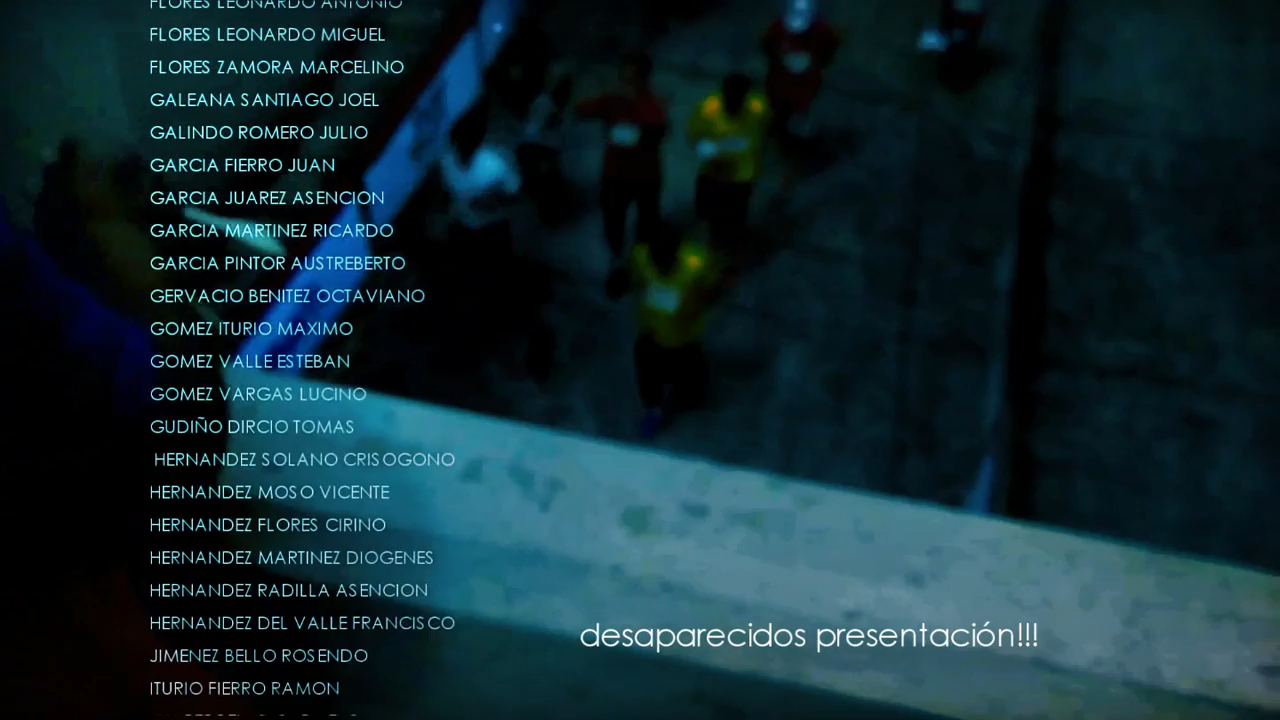 FLORES LEONARDO ANTONIO
FLORES LEONARDO MIGUEL
FLORES ZAMORA MARCELINO
GALEANA SANTIAGO JOEL
GALINDO ROMERO JULIO
GARCIA FIERRO JUAN
GARCIA JUAREZ ASENCION
GARCIA MARTINEZ RICARDO
GARCIA PINTOR AUSTREBERTO
GERVACIO BENITEZ OCTAVIANO
GOMEZ ITURIO MAXIMO
GOMEZ VALLE ESTEBAN
GOMEZ VARGAS LUCINO
GUDIÑO DIRCIO TOMAS
HERNANDEZ SOLANO CRISOGONO
HERNANDEZ MOSO VICENTE
HERNANDEZ FLORES CIRINO
HERNANDEZ MARTINEZ DIOGENES
HERNANDEZ RADILLA ASENCION
HERNANDEZ DEL VALLE FRANCISCO
JIMENEZ BELLO ROSENDO
ITURIO FIERRO RAMON
desaparecidos presentación!!!